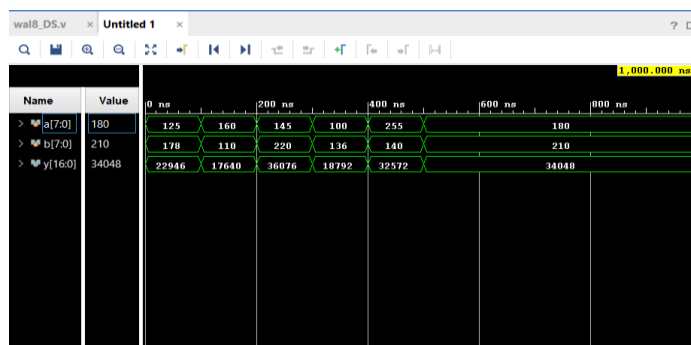 wal8_DS.v × Untitled 1 × ?
1,000.000 ns
Name Value 0 ns 200 ns 400 ns 600 ns 800 ns
> a[7:0] 180 125 160 145 100 255 180
> b[7:0] 210 178 110 220 136 140 210
> y[16:0] 34048 22946 17640 36076 18792 32572 34048